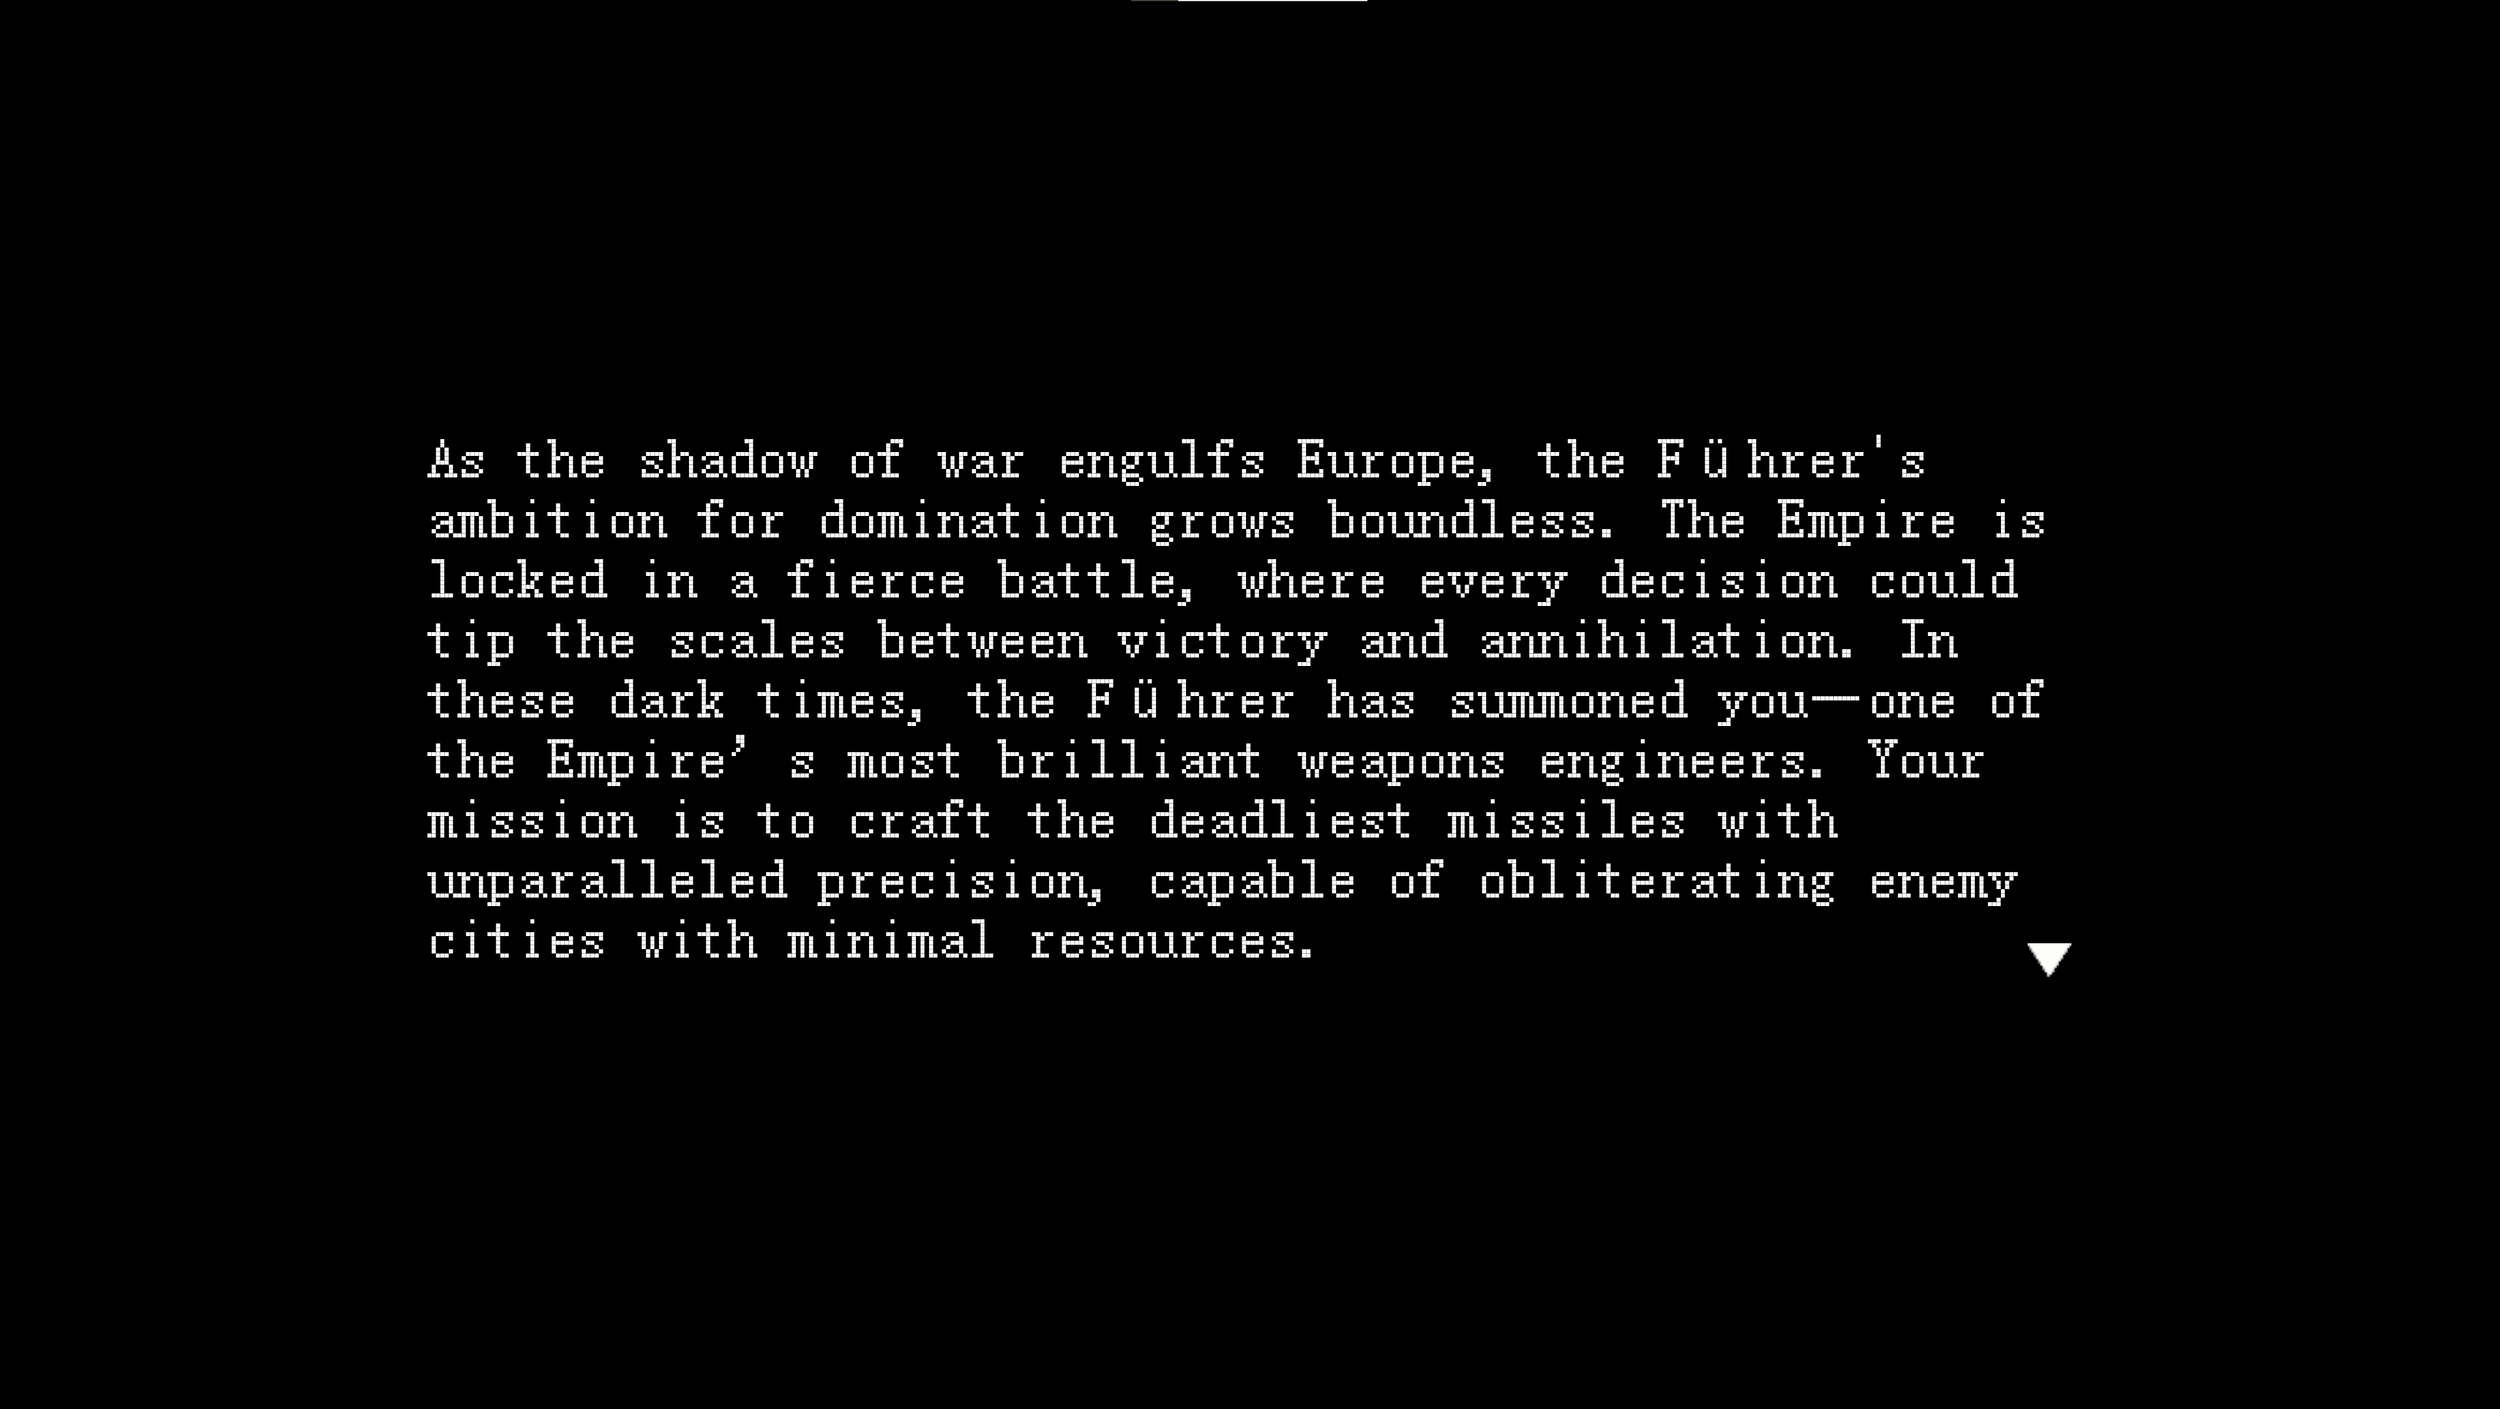 As the shadow of war engulfs Europe, the Führer's
ambition for domination grows boundless. The Empire is
locked in a fierce battle, where every decision could
tip the scales between victory and annihilation. In
these dark times, the Führer has summoned you—one of
the Empire’s most brilliant weapons engineers. Your
mission is to craft the deadliest missiles with
unparalleled precision, capable of obliterating enemy
cities with minimal resources.